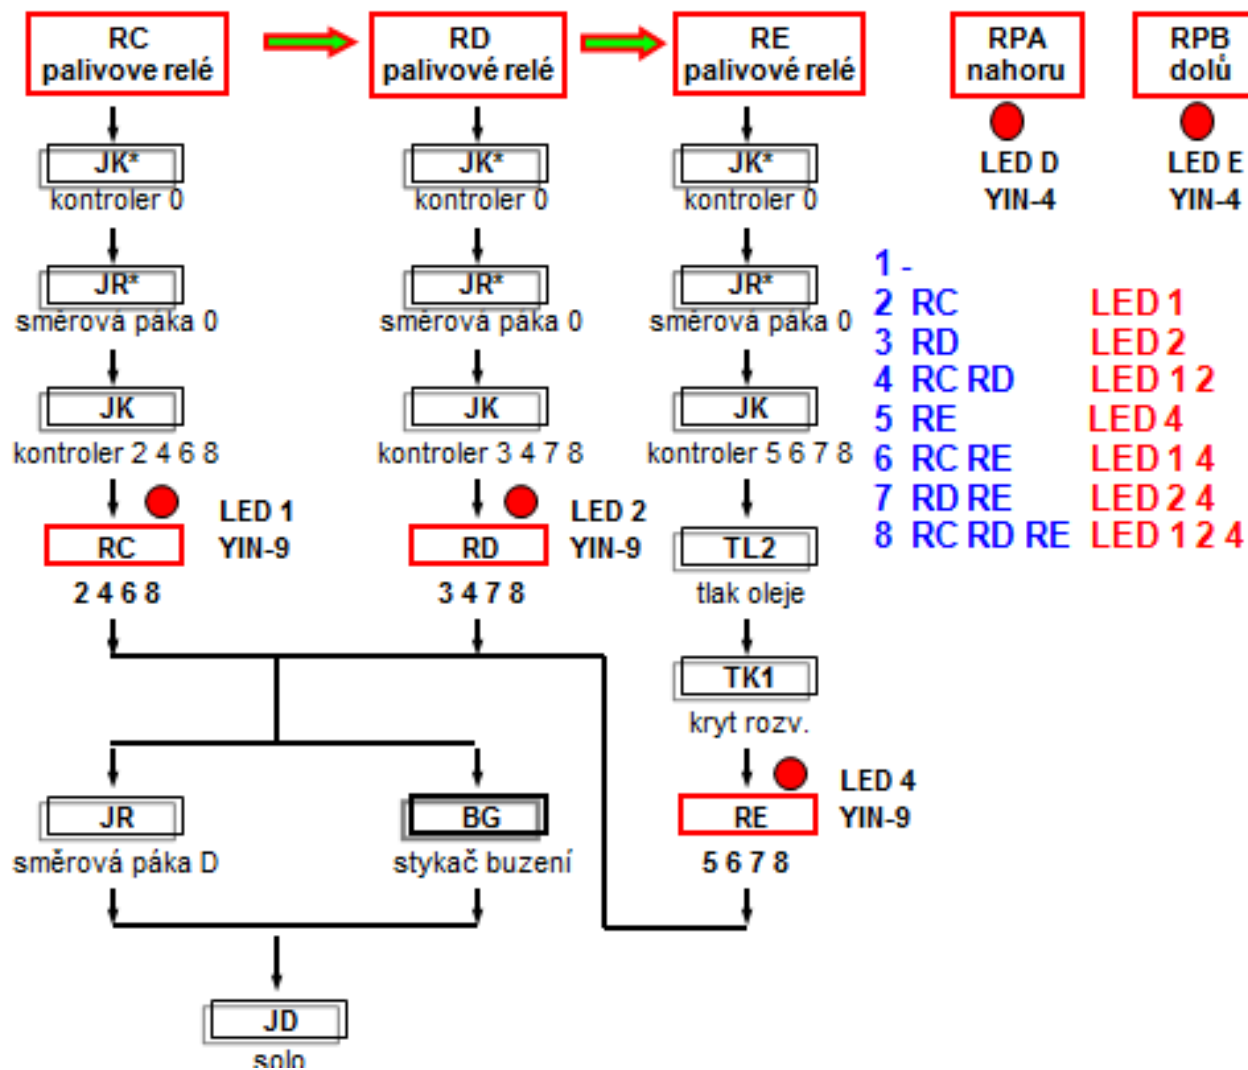 RC
palivove relé
RD
palivové relé
RE
palivové relé
RPA
nahoru
RPB
dolů
JK*
kontroler 0
JK*
kontroler 0
JK*
kontroler 0
LED D
YIN-4
LED E
YIN-4
JR*
směrová páka 0
JR*
směrová páka 0
JR*
směrová páka 0
1 -
2 RC LED 1
3 RD LED 2
4 RC RD LED 1 2
5 RE LED 4
6 RC RE LED 1 4
7 RD RE LED 2 4
8 RC RD RE LED 1 2 4
JK
kontroler 2 4 6 8
JK
kontroler 3 4 7 8
JK
kontroler 5 6 7 8
LED 1
YIN-9
RC
2 4 6 8
LED 2
YIN-9
RD
3 4 7 8
TL2
tlak oleje
TK1
kryt rozv.
LED 4
YIN-9
RE
5 6 7 8
JR
směrová páka D
BG
stykač buzení
JD
solo